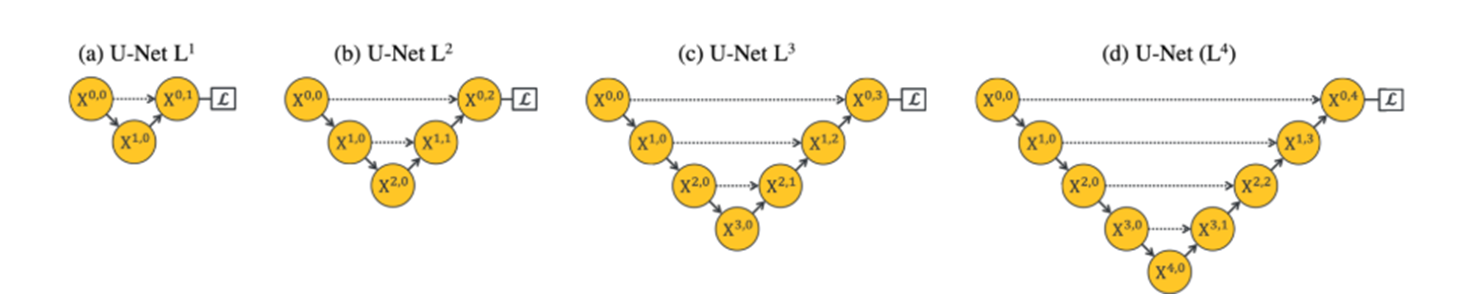 (a) U-Net L¹ (b) U-Net L² (c) U-Net L³ (d) U-Net (L⁴)
X⁰,⁰ X⁰,¹ ℒ X⁰,⁰ X⁰,² ℒ X⁰,⁰ X⁰,³ ℒ X⁰,⁰ X⁰,⁴ ℒ
X¹,⁰ X¹,⁰ X¹,¹ X¹,⁰ X¹,² X¹,⁰ X¹,³
X²,⁰ X²,⁰ X²,¹ X²,⁰ X²,²
X³,⁰ X³,⁰ X³,¹
X⁴,⁰